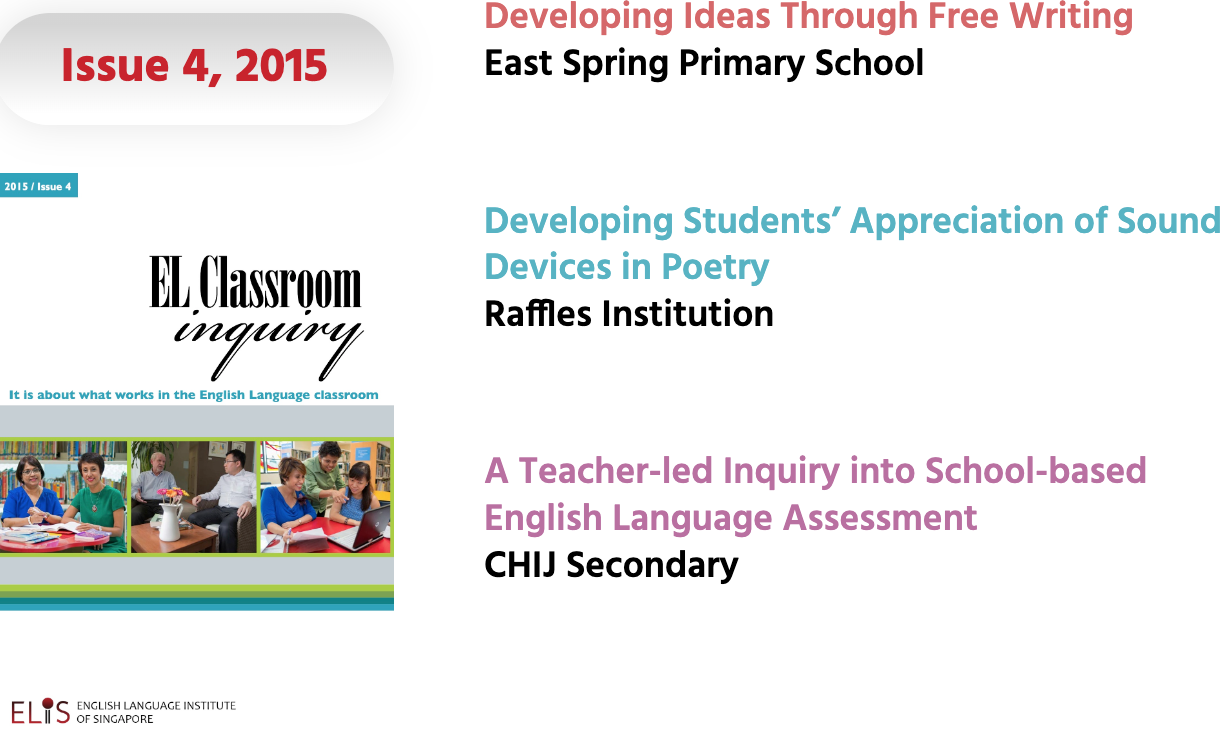 Issue 4, 2015
2015 / Issue 4
EL Classroom
inquiry
It is about what works in the English Language classroom
ELIS ENGLISH LANGUAGE INSTITUTE
OF SINGAPORE
Developing Ideas Through Free Writing
East Spring Primary School
Developing Students’ Appreciation of Sound
Devices in Poetry
Raffles Institution
A Teacher-led Inquiry into School-based
English Language Assessment
CHIJ Secondary